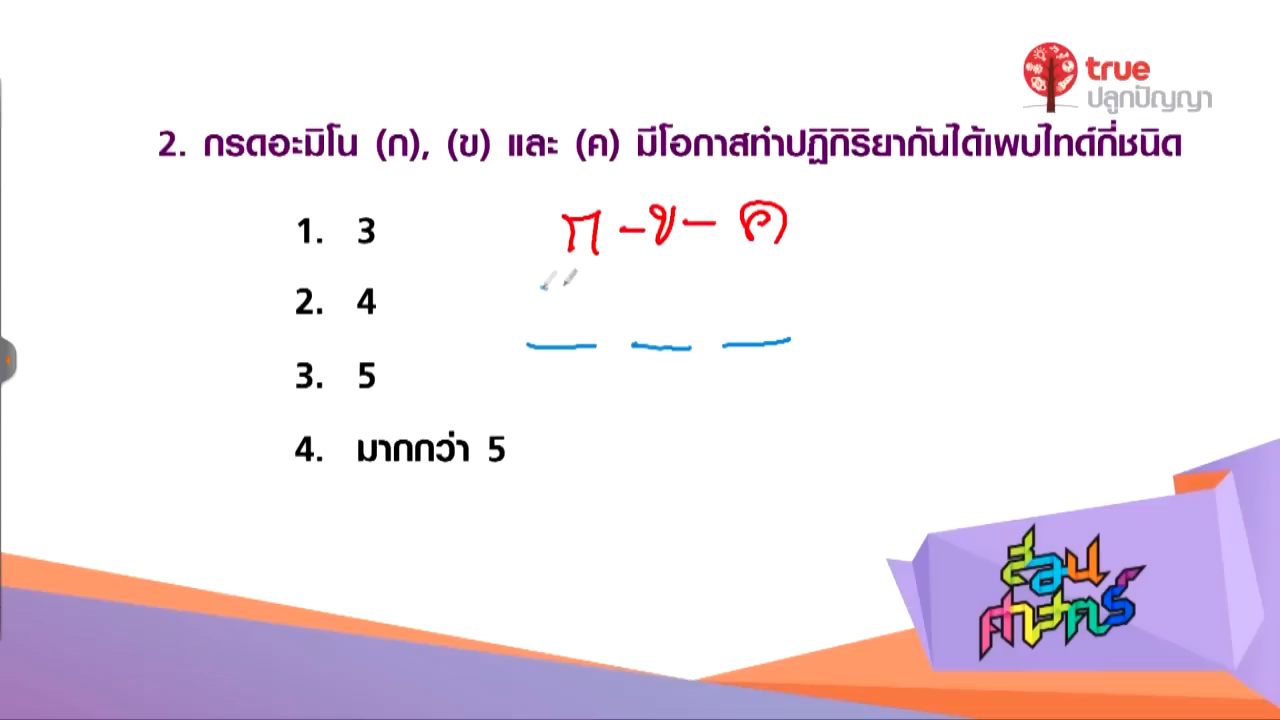 true
ปลูกปัญญา
2. กรดอะมิโน (ก), (ข) และ (ค) มีโอกาสทำปฏิกิริยากันได้เพบไทด์กี่ชนิด
1. 3
ก - ข - ค
2. 4
3. 5
4. มากกว่า 5
สอน
ศาสตร์